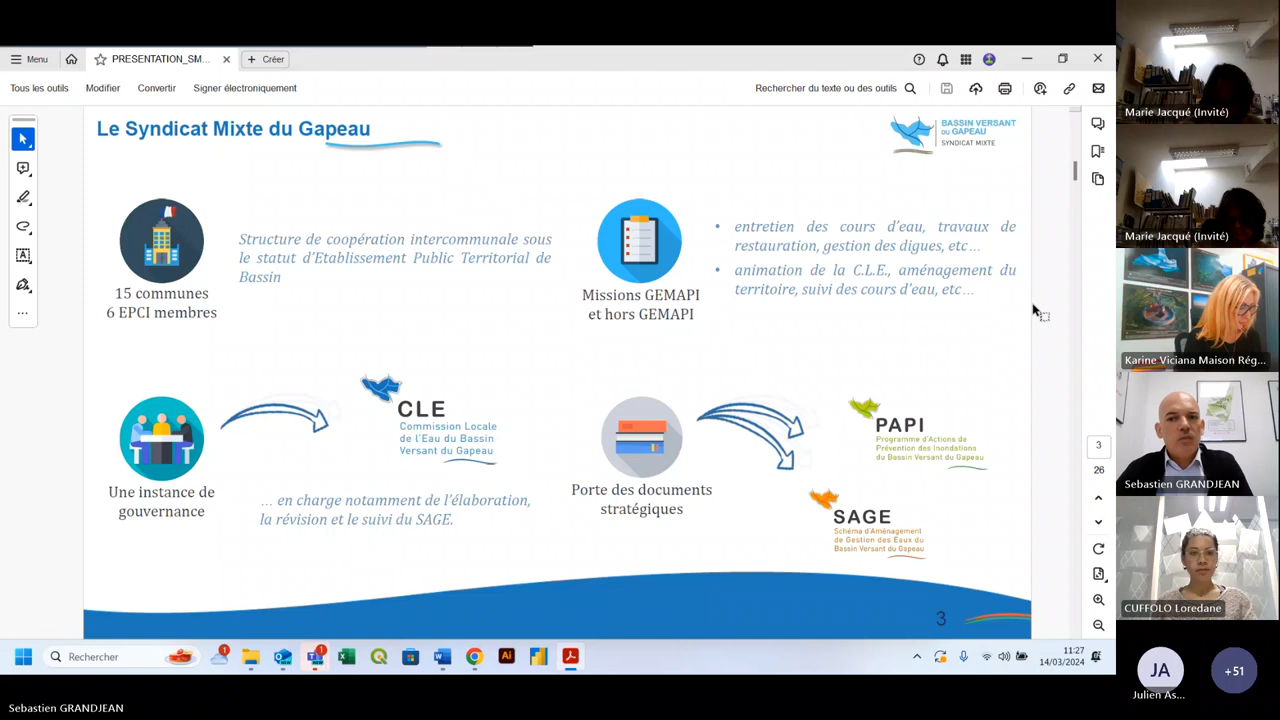 Menu
PRESENTATION_SM...
Créer
Tous les outils
Modifier
Convertir
Signer électroniquement
Rechercher du texte ou des outils
Le Syndicat Mixte du Gapeau
BASSIN VERSANT
DU GAPEAU
SYNDICAT MIXTE
15 communes
6 EPCI membres
Structure de coopération intercommunale sous
le statut d'Etablissement Public Territorial de
Bassin
Missions GEMAPI
et hors GEMAPI
• entretien des cours d'eau, travaux de
restauration, gestion des digues, etc…
• animation de la C.L.E., aménagement du
territoire, suivi des cours d'eau, etc…
Une instance de
gouvernance
CLE
Commission Locale
de l'Eau du Bassin
Versant du Gapeau
… en charge notamment de l'élaboration,
la révision et le suivi du SAGE.
Porte des documents
stratégiques
PAPI
Programme d'Actions de
Prévention des Inondations
du Bassin Versant du Gapeau
SAGE
Schéma d'Aménagement
de Gestion des Eaux du
Bassin Versant du Gapeau
3
3
26
Rechercher
11:27
14/03/2024
Marie Jacqué (Invité)
Marie Jacqué (Invité)
Karine Viciana Maison Rég...
Sebastien GRANDJEAN
CUFFOLO Loredane
JA
Julien As...
+51
Sebastien GRANDJEAN